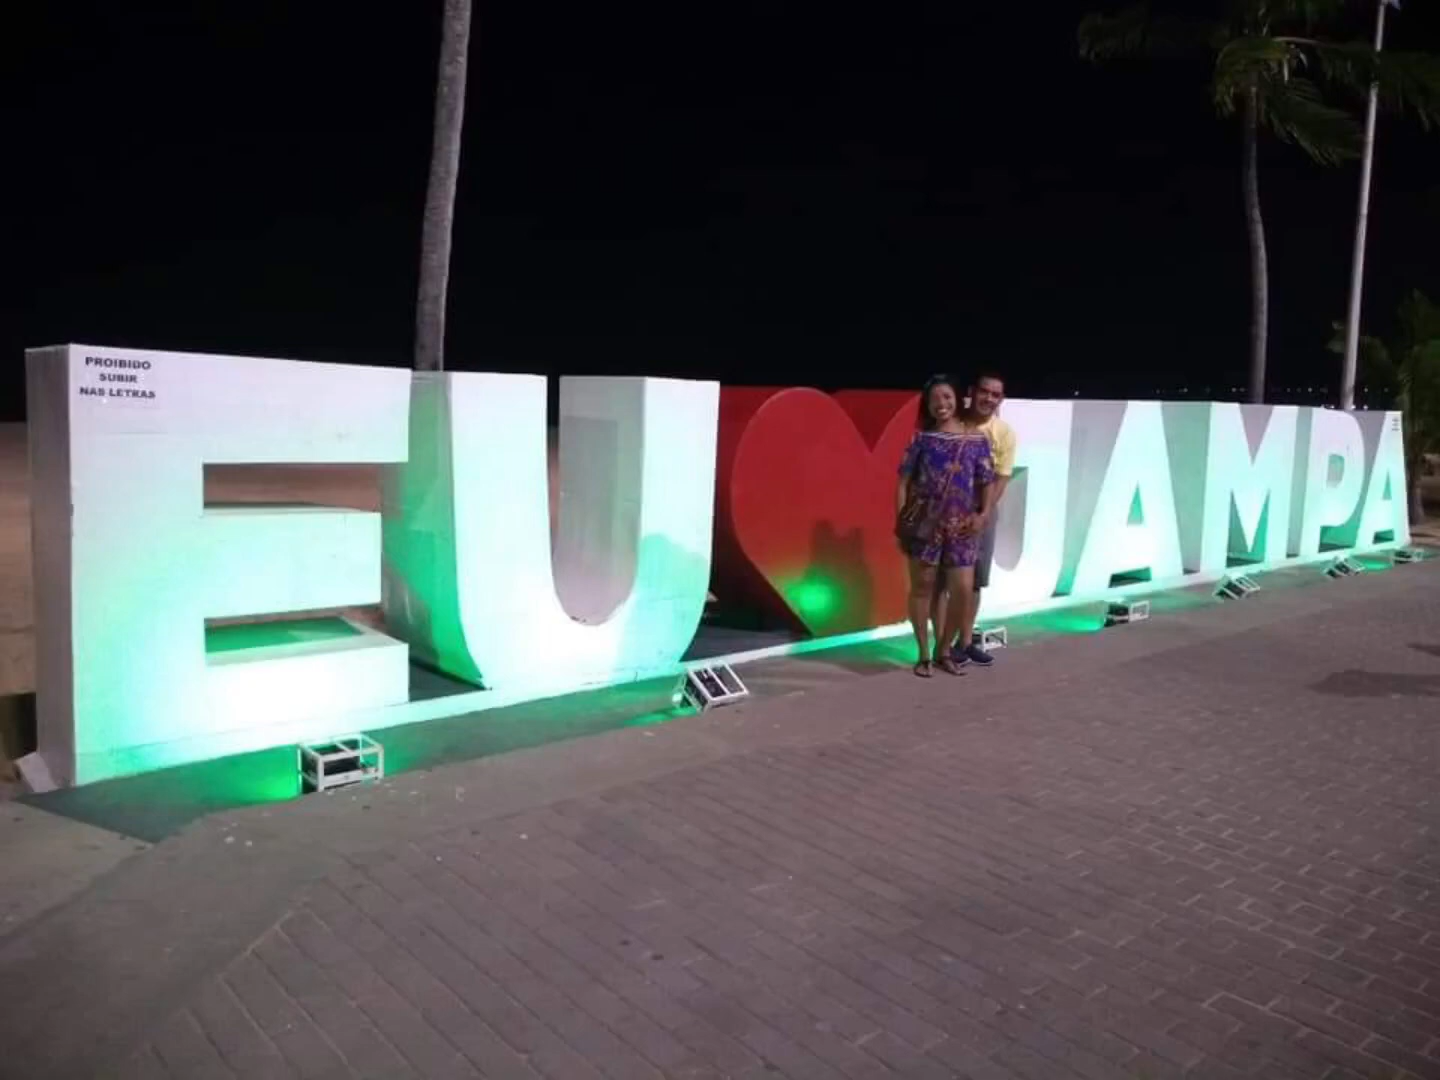 PROIBIDO
SUBIR
NAS LETRAS
EU ❤ JAMPA